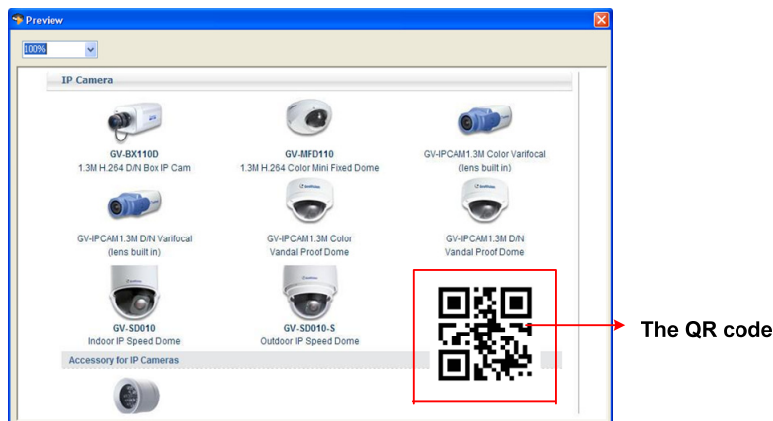 Preview
100%
IP Camera
GV-BX110D
1.3M H.264 D/N Box IP Cam
GV-MFD110
1.3M H.264 Color Mini Fixed Dome
GV-IPCAM1.3M Color Varifocal
(lens built in)
GV-IPCAM1.3M D/N Varifocal
(lens built in)
GV-IPCAM1.3M Color
Vandal Proof Dome
GV-IPCAM1.3M D/N
Vandal Proof Dome
GV-SD010
Indoor IP Speed Dome
GV-SD010-S
Outdoor IP Speed Dome
The QR code
Accessory for IP Cameras